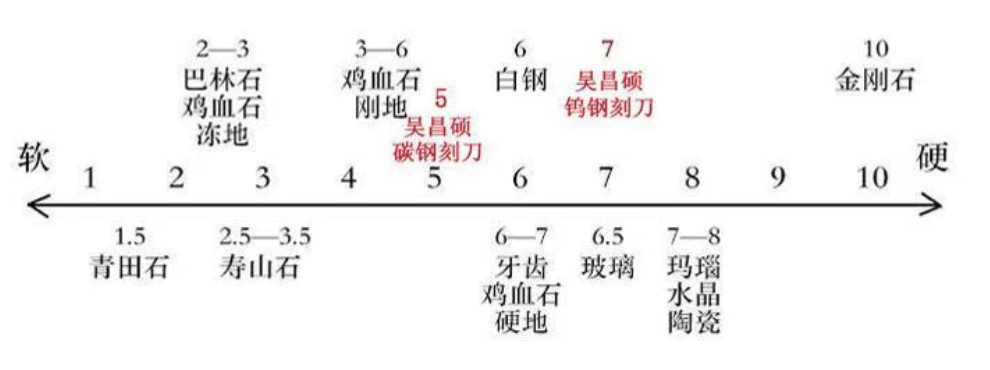 2—3
巴林石
鸡血石
冻地
3—6
鸡血石
刚地
5
吴昌硕
碳钢刻刀
6
白钢
7
吴昌硕
钨钢刻刀
10
金刚石
软 1 2 3 4 5 6 7 8 9 10 硬
1.5
青田石
2.5—3.5
寿山石
6—7
牙齿
鸡血石
硬地
6.5
玻璃
7—8
玛瑙
水晶
陶瓷